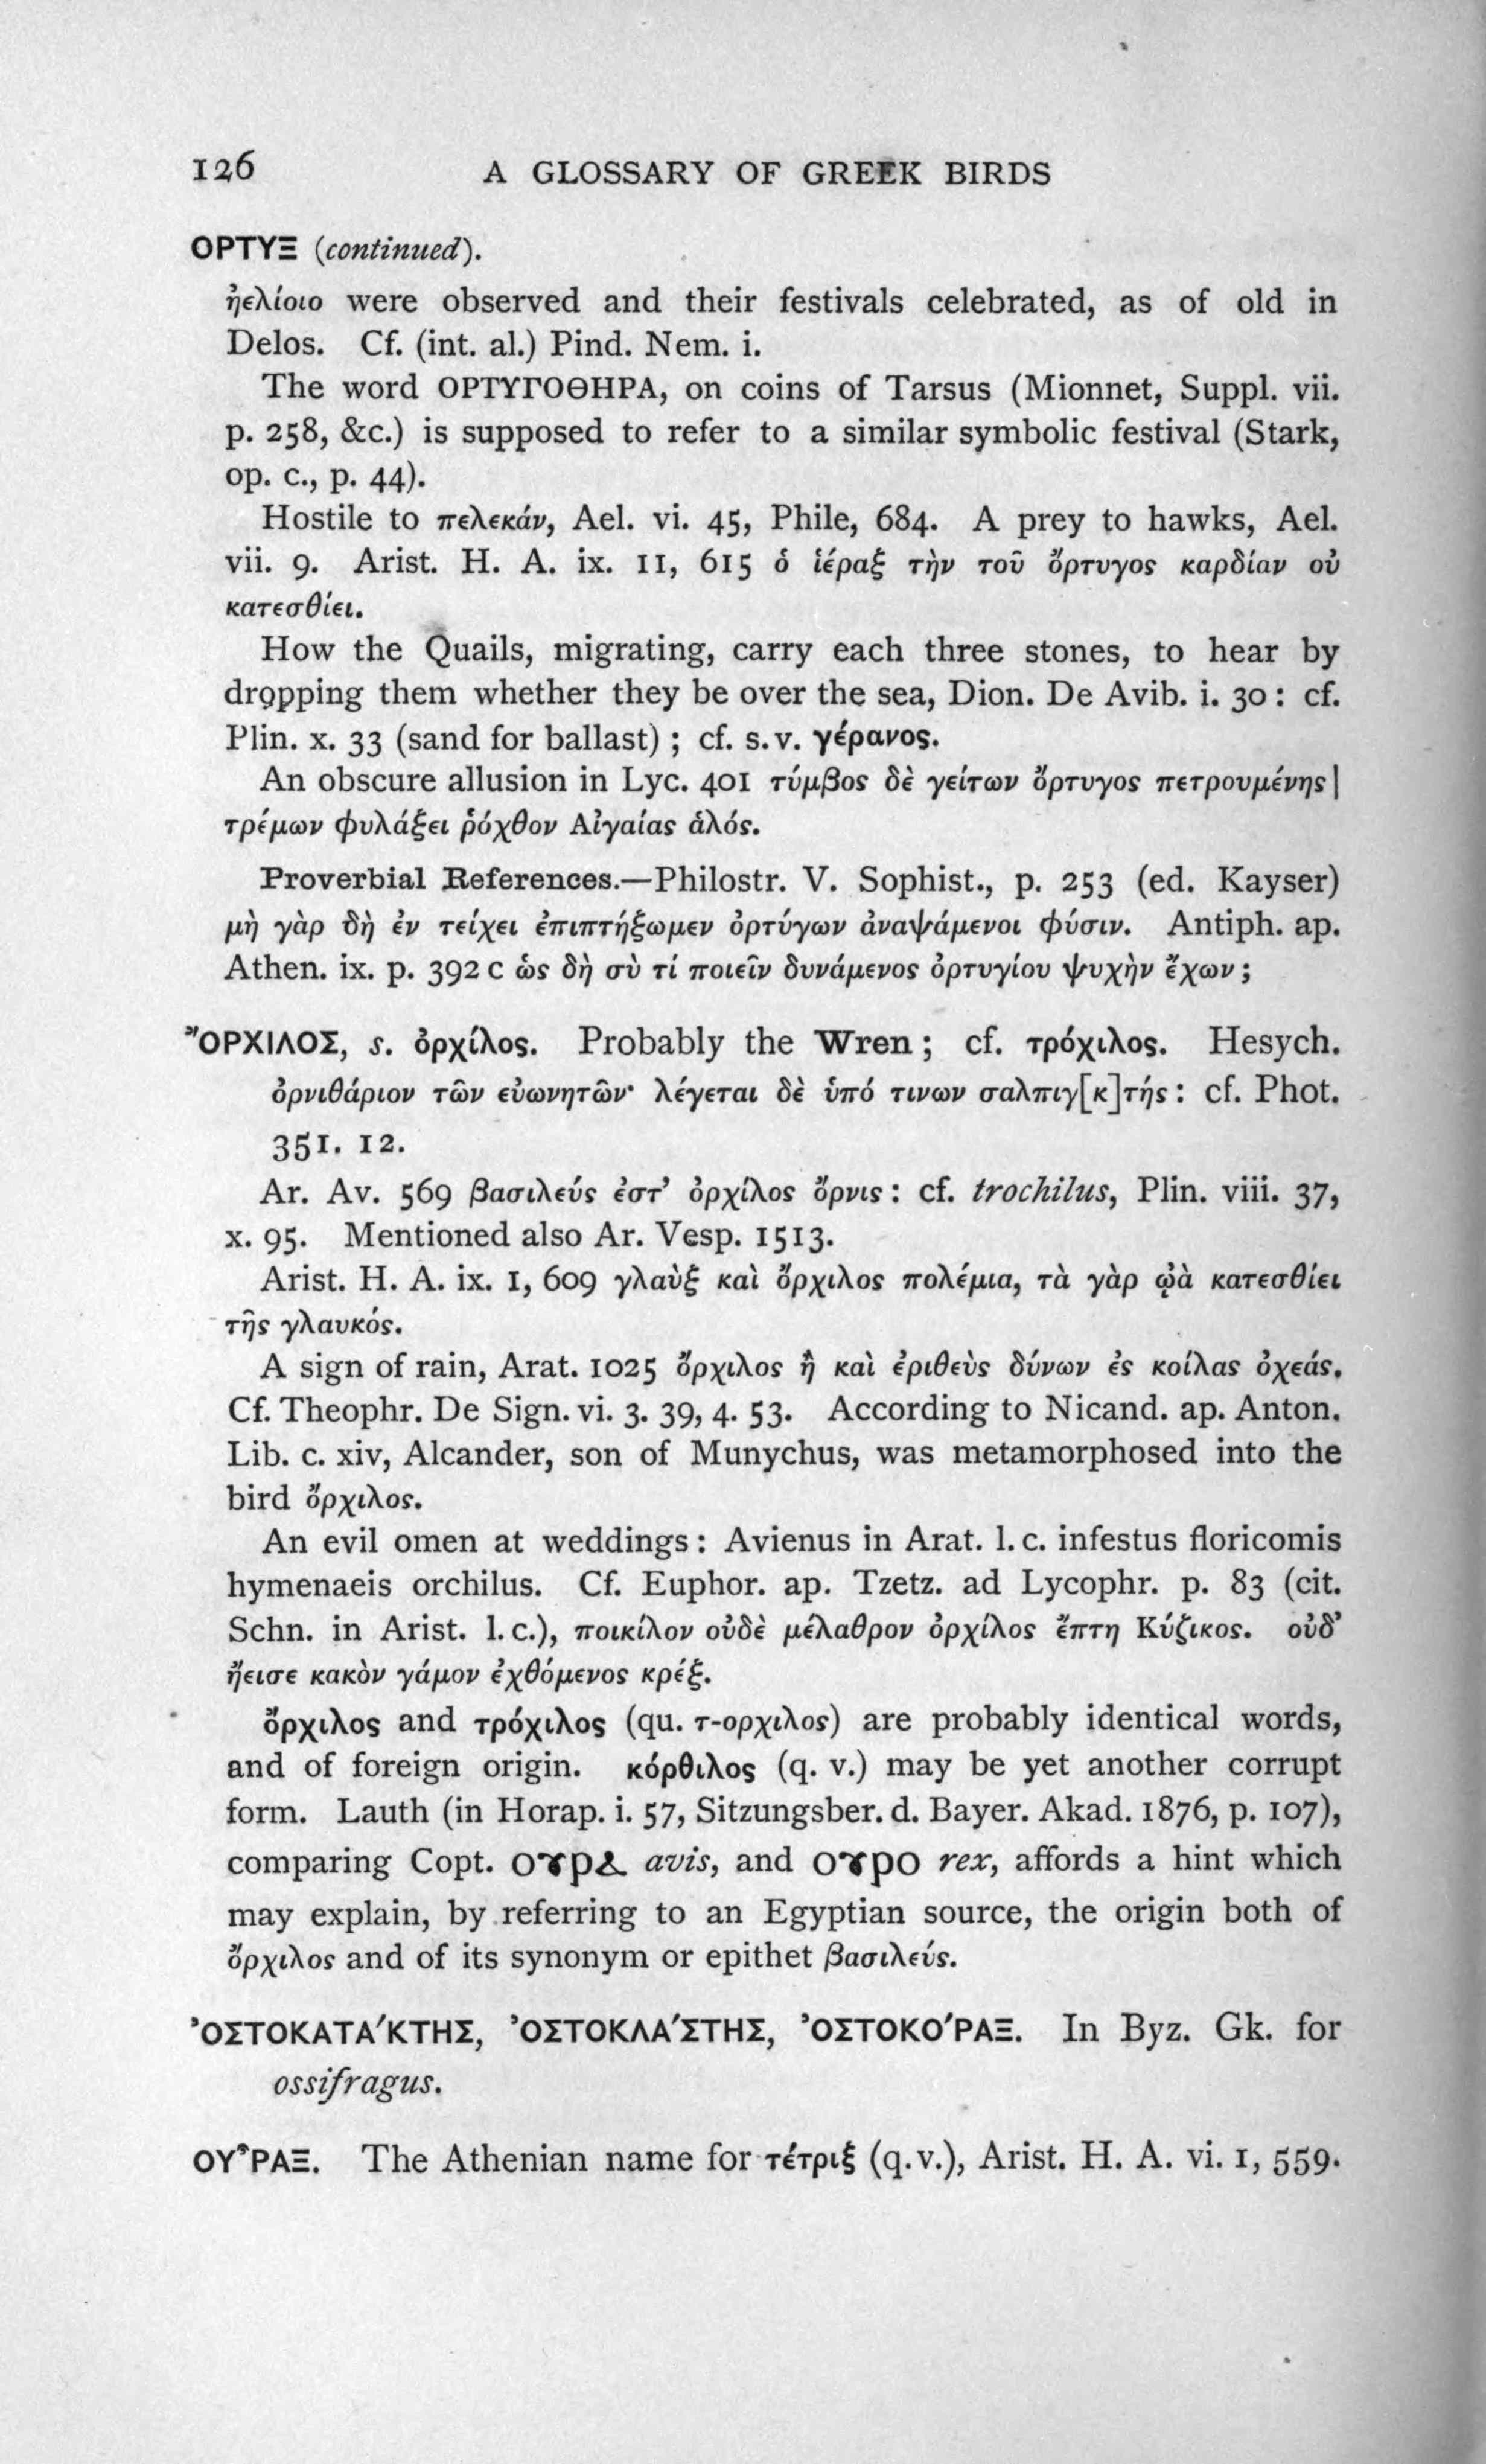 126 A GLOSSARY OF GREEK BIRDS
ΟΡΤΥΞ (continued).
ἠελίοιο were observed and their festivals celebrated, as of old in
Delos. Cf. (int. al.) Pind. Nem. i.
The word ΟΡΤΥΓΟΘΗΡΑ, on coins of Tarsus (Mionnet, Suppl. vii.
p. 258, &c.) is supposed to refer to a similar symbolic festival (Stark,
op. c., p. 44).
Hostile to πελεκάν, Ael. vi. 45, Phile, 684. A prey to hawks, Ael.
vii. 9. Arist. H. A. ix. 11, 615 ὁ ἱέραξ τὴν τοῦ ὄρτυγος καρδίαν οὐ
κατεσθίει.
How the Quails, migrating, carry each three stones, to hear by
dropping them whether they be over the sea, Dion. De Avib. i. 30: cf.
Plin. x. 33 (sand for ballast); cf. s.v. γέρανος.
An obscure allusion in Lyc. 401 τύμβος δὲ γείτων ὄρτυγος πετρουμένης|
τρέμων φυλάξει ῥόχθον Αἰγαίας ἁλός.
Proverbial References.—Philostr. V. Sophist., p. 253 (ed. Kayser)
μὴ γὰρ δὴ ἐν τείχει ἐπιπτήξωμεν ὀρτύγων ἀναψάμενοι φύσιν. Antiph. ap.
Athen. ix. p. 392 c ὡς δὴ σὺ τί ποιεῖν δυνάμενος ὀρτυγίου ψυχὴν ἔχων;
ὌΡΧΙΛΟΣ, s. ὀρχίλος. Probably the Wren; cf. τρόχιλος. Hesych.
ὀρνιθάριον τῶν εὐωνητῶν· λέγεται δὲ ὑπό τινων σαλπιγ[κ]τής: cf. Phot.
351. 12.
Ar. Av. 569 βασιλεύς ἐστ' ὀρχίλος ὄρνις: cf. trochilus, Plin. viii. 37,
x. 95. Mentioned also Ar. Vesp. 1513.
Arist. H. A. ix. 1, 609 γλαὺξ καὶ ὄρχιλος πολέμια, τὰ γὰρ ᾠὰ κατεσθίει
τῆς γλαυκός.
A sign of rain, Arat. 1025 ὄρχιλος ἢ καὶ ἐριθεὺς δύνων ἐς κοίλας ὀχεάς.
Cf. Theophr. De Sign. vi. 3. 39, 4. 53. According to Nicand. ap. Anton.
Lib. c. xiv, Alcander, son of Munychus, was metamorphosed into the
bird ὄρχιλος.
An evil omen at weddings: Avienus in Arat. l. c. infestus floricomis
hymenaeis orchilus. Cf. Euphor. ap. Tzetz. ad Lycophr. p. 83 (cit.
Schn. in Arist. l. c.), ποικίλον οὐδὲ μέλαθρον ὀρχίλος ἔπτη Κύζικος. οὐδ'
ἤεισε κακὸν γάμον ἐχθόμενος κρέξ.
ὄρχιλος and τρόχιλος (qu. τ-ορχιλος) are probably identical words,
and of foreign origin. κόρθιλος (q. v.) may be yet another corrupt
form. Lauth (in Horap. i. 57, Sitzungsber. d. Bayer. Akad. 1876, p. 107),
comparing Copt. ⲟⲩⲣⲁ avis, and ⲟⲩⲣⲟ rex, affords a hint which
may explain, by referring to an Egyptian source, the origin both of
ὄρχιλος and of its synonym or epithet βασιλεύς.
ὈΣΤΟΚΑΤΑ´ΚΤΗΣ, ὈΣΤΟΚΛΑ´ΣΤΗΣ, ὈΣΤΟΚΟ´ΡΑΞ. In Byz. Gk. for
ossifragus.
ΟΥ᾿ΡΑΞ. The Athenian name for τέτριξ (q.v.), Arist. H. A. vi. 1, 559.